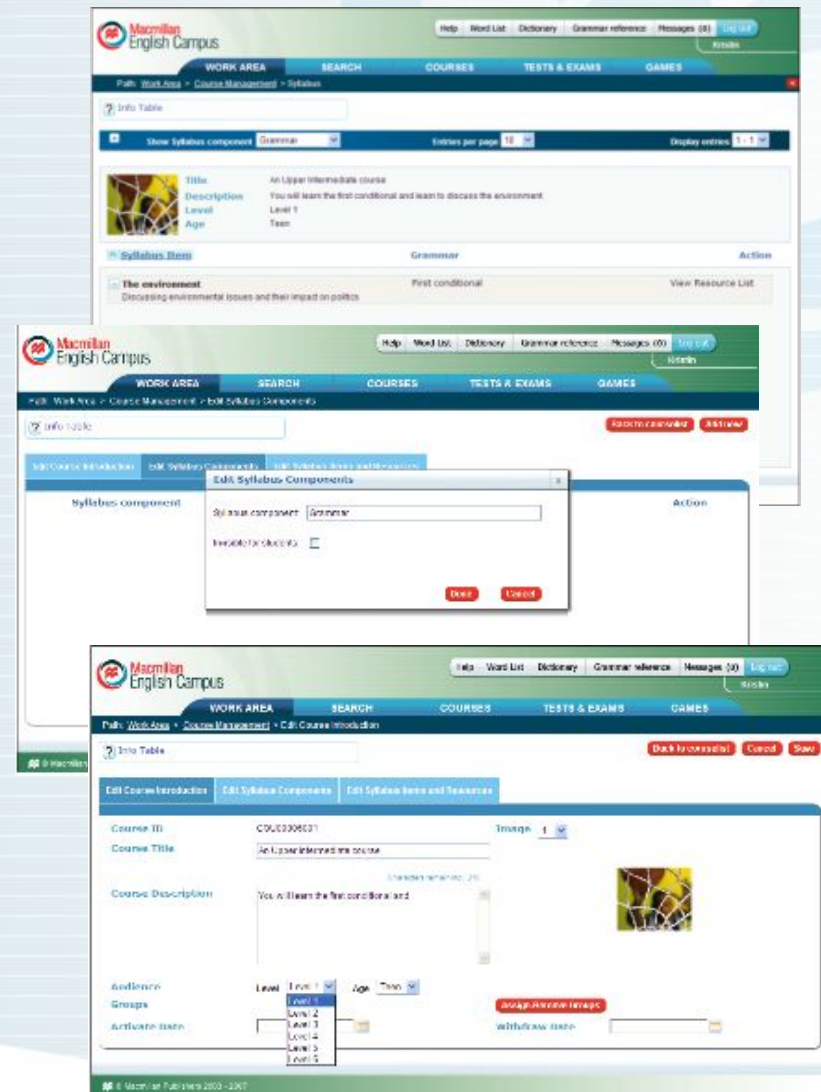 Macmillan
English Campus
Help Word List Dictionary Grammar reference Messages (0) Log out
Kristin
WORK AREA SEARCH COURSES TESTS & EXAMS GAMES
Path: Work Area > Course Management > Syllabus
? Info Table
Show Syllabus component Grammar Entries per page 10 Display entries 1 - 1
Title An Upper Intermediate course
Description You will learn the first conditional and learn to discuss the environment
Level Level 1
Age Teen
Syllabus Item Grammar Action
The environment First conditional View Resource List
Discussing environmental issues and their impact on politics
Macmillan
English Campus
Help Word List Dictionary Grammar reference Messages (0) Log out
Kristin
WORK AREA SEARCH COURSES TESTS & EXAMS GAMES
Path: Work Area > Course Management > Edit Syllabus Components
? Info Table
Back to courselist Add new
Edit Course Introduction Edit Syllabus Components Edit Syllabus Items and Resources
Edit Syllabus Components x
Syllabus component Action
Syllabus component Grammar
Invisible for students
Done Cancel
© Macmillan
Macmillan
English Campus
Help Word List Dictionary Grammar reference Messages (0) Log out
Kristin
WORK AREA SEARCH COURSES TESTS & EXAMS GAMES
Path: Work Area > Course Management > Edit Course Introduction
? Info Table
Back to courselist Cancel Save
Edit Course Introduction Edit Syllabus Components Edit Syllabus Items and Resources
Course ID Image 1
Course Title An Upper Intermediate course
Characters remaining:
Course Description You will learn the first conditional and
Audience Level Level 1 Age Teen
Level 1
Level 2
Level 3
Level 4
Level 5
Level 6
Groups Assign/Remove Groups
Activate Date Withdraw Date
© Macmillan Publishers 2003 - 2007